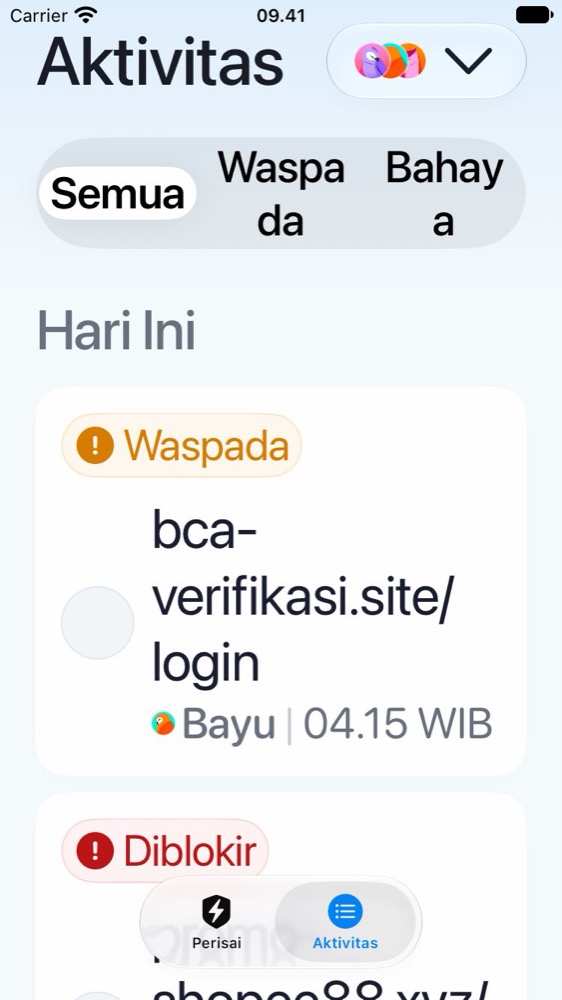 Carrier
09.41
Aktivitas
Semua
Waspa
da
Bahay
a
Hari Ini
Waspada
bca-
verifikasi.site/
login
Bayu | 04.15 WIB
Diblokir
Perisai
Aktivitas